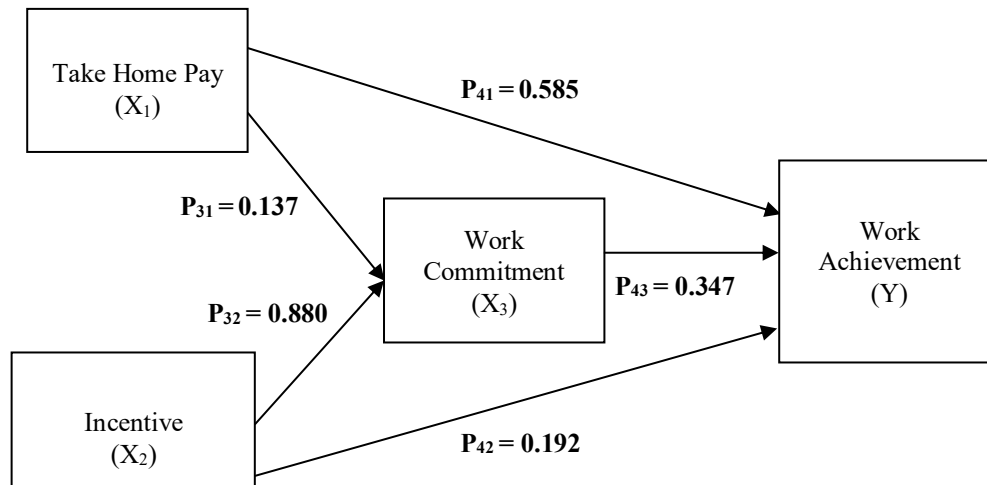 Take Home Pay
(X₁)
P₄₁ = 0.585
P₃₁ = 0.137
Work
Commitment
(X₃)
Work
Achievement
(Y)
P₄₃ = 0.347
P₃₂ = 0.880
Incentive
(X₂)
P₄₂ = 0.192